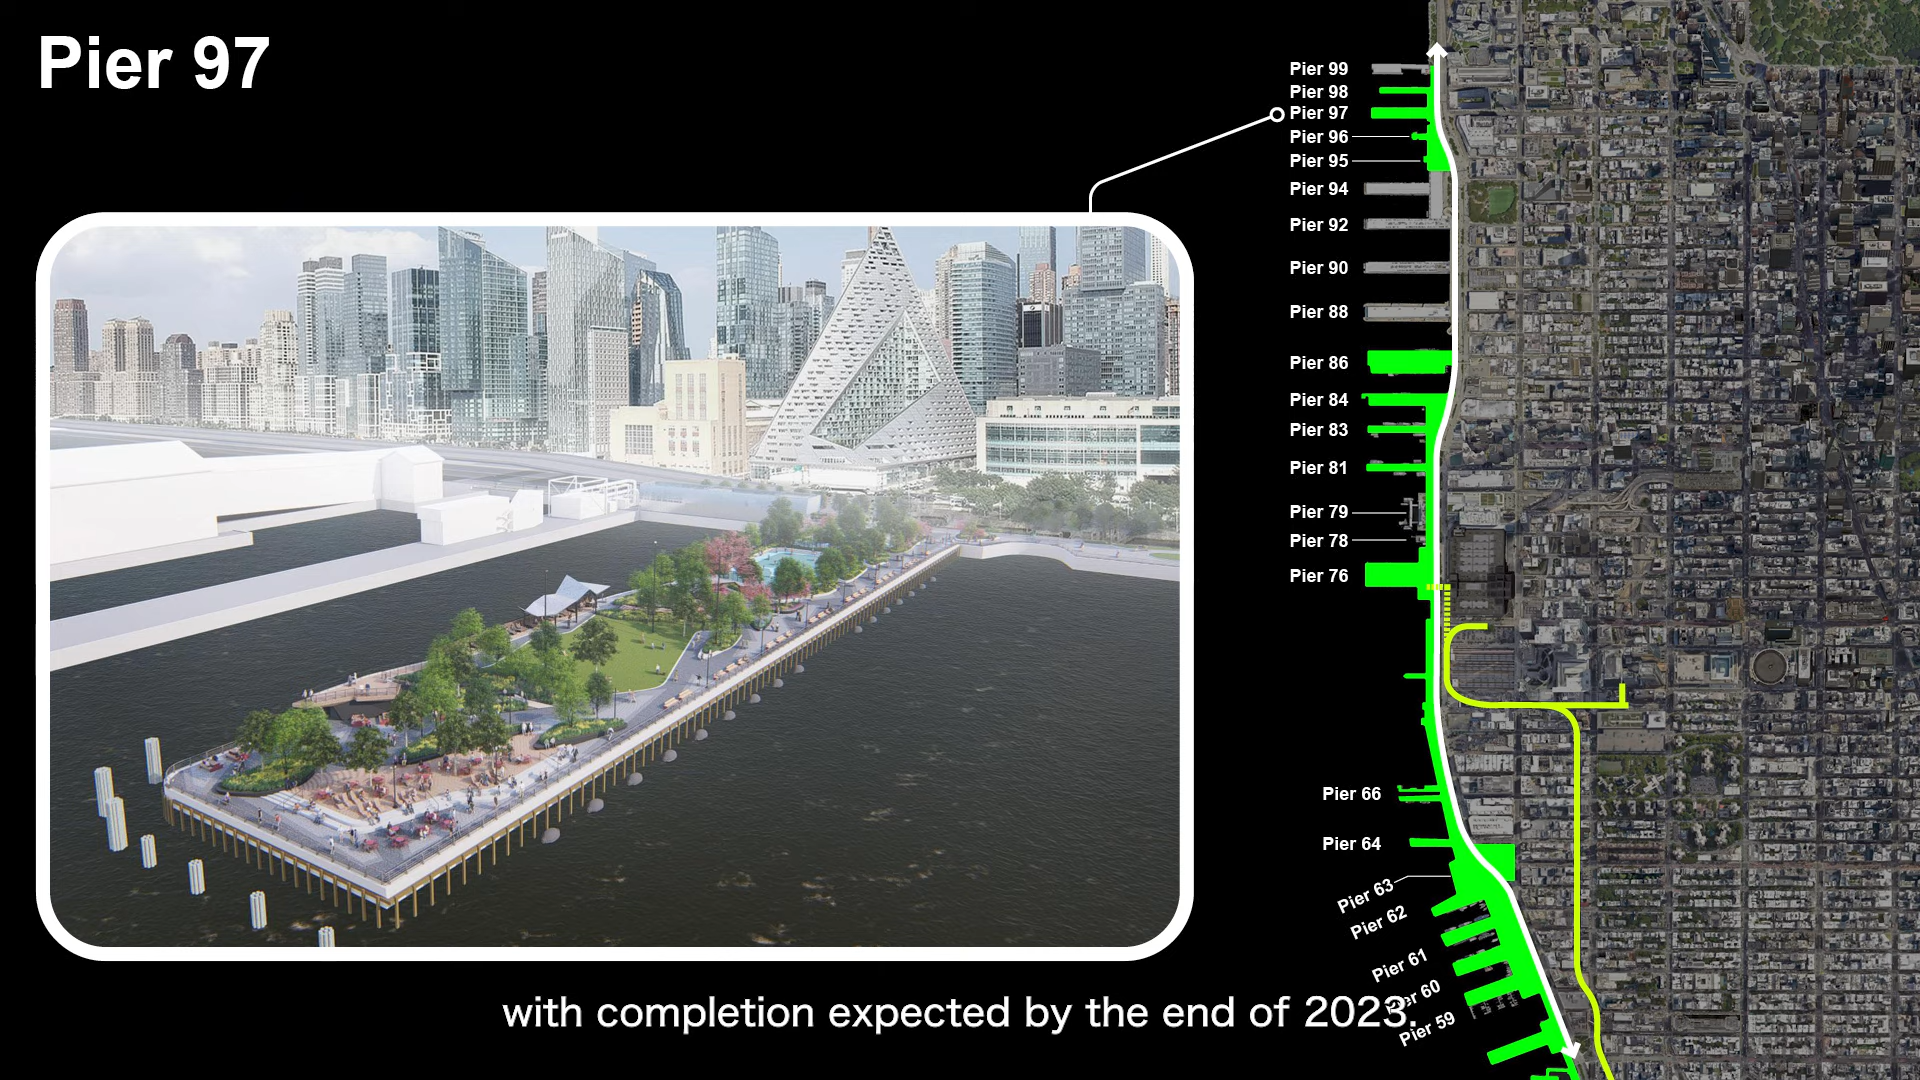 Pier 97
Pier 99
Pier 98
Pier 97
Pier 96
Pier 95
Pier 94
Pier 92
Pier 90
Pier 88
Pier 86
Pier 84
Pier 83
Pier 81
Pier 79
Pier 78
Pier 76
Pier 66
Pier 64
Pier 63
Pier 62
Pier 61
Pier 60
Pier 59
with completion expected by the end of 2023.